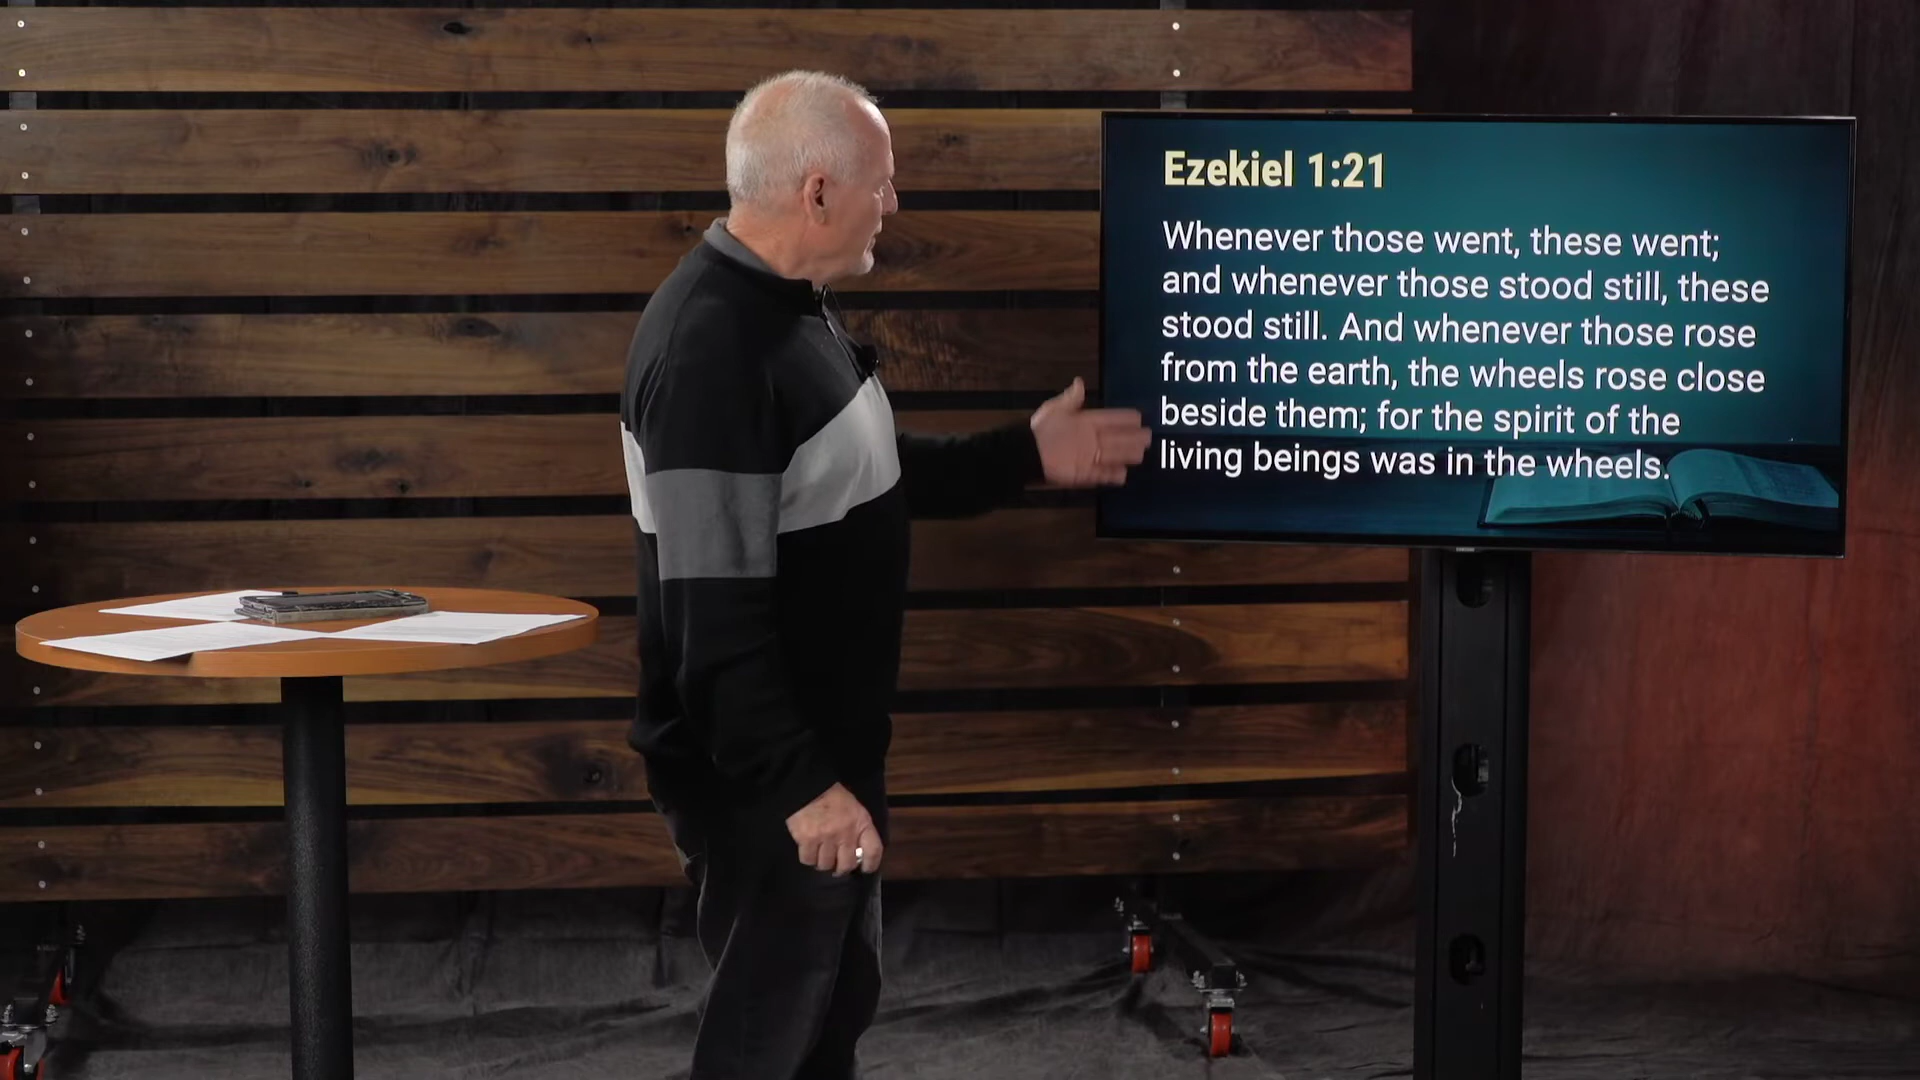 Ezekiel 1:21
Whenever those went, these went;
and whenever those stood still, these
stood still. And whenever those rose
from the earth, the wheels rose close
beside them; for the spirit of the
living beings was in the wheels.